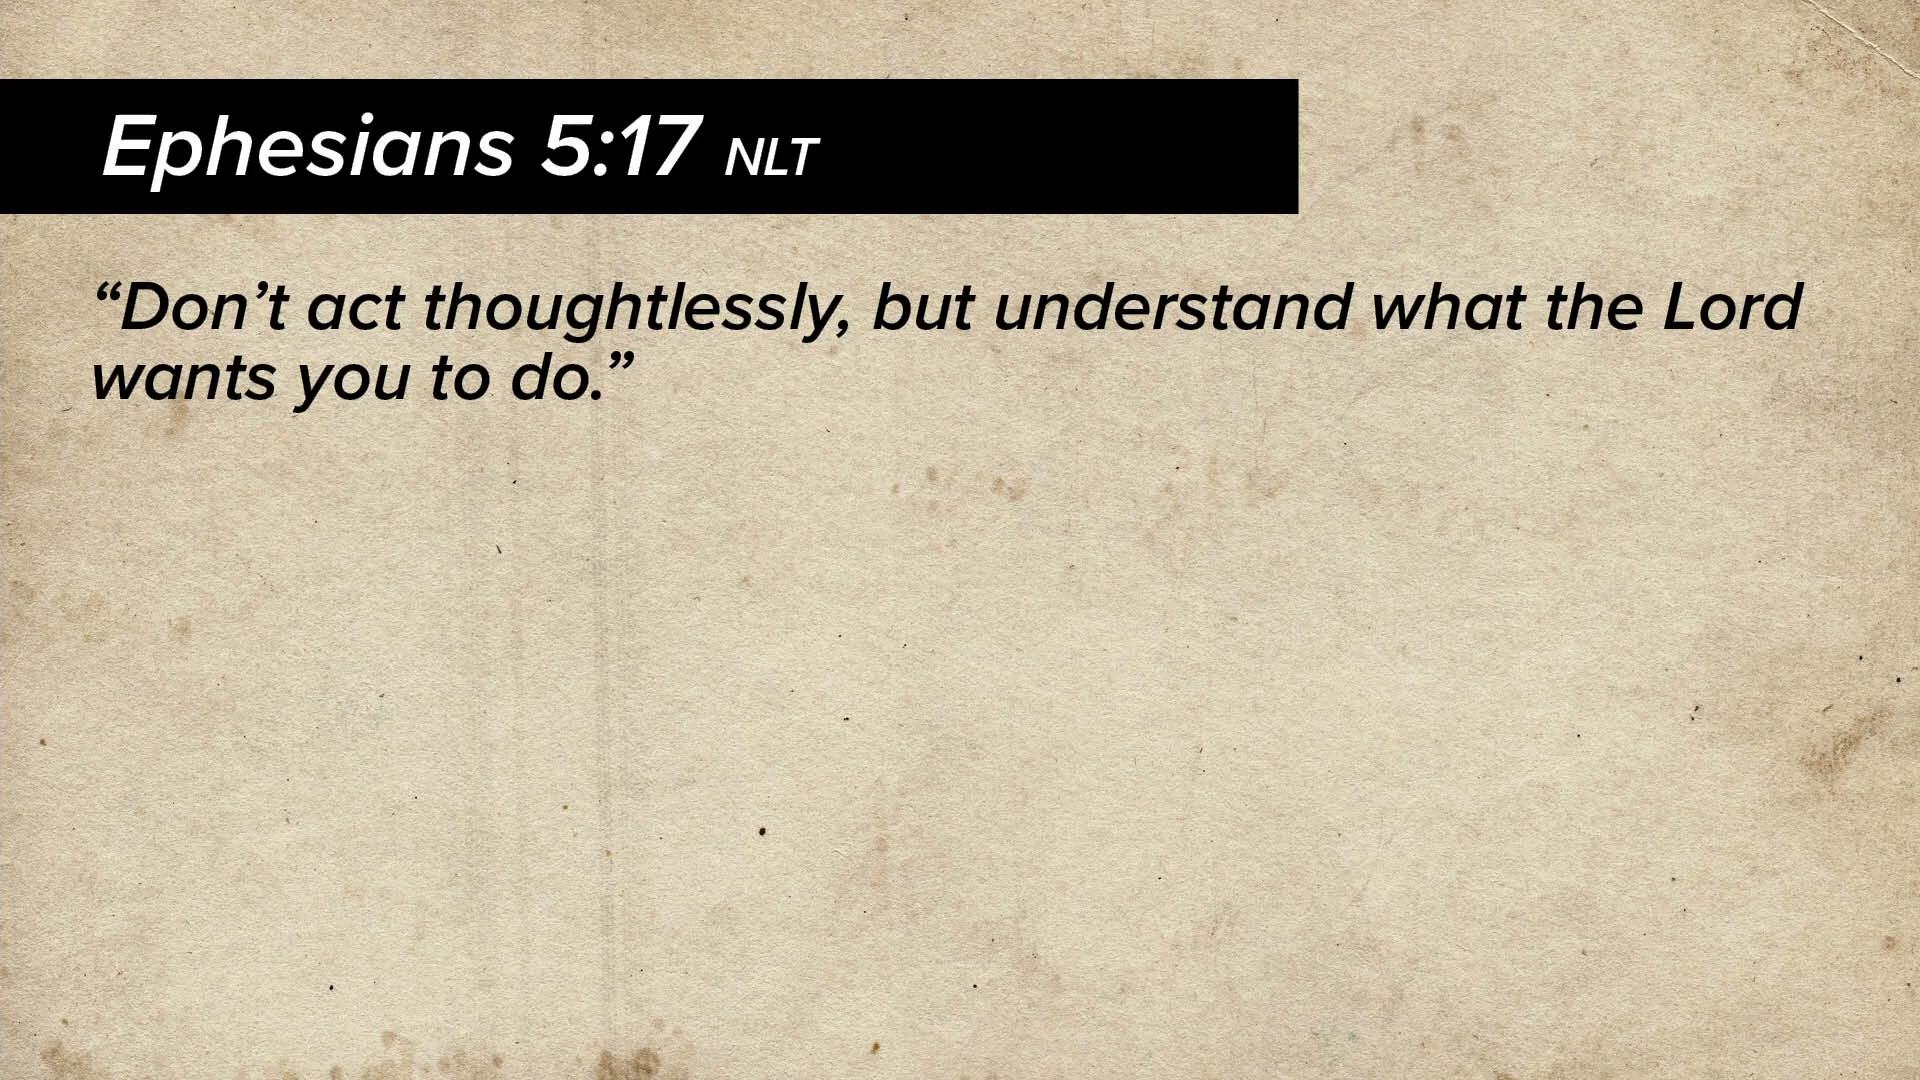 Ephesians 5:17 NLT
“Don’t act thoughtlessly, but understand what the Lord
wants you to do.”